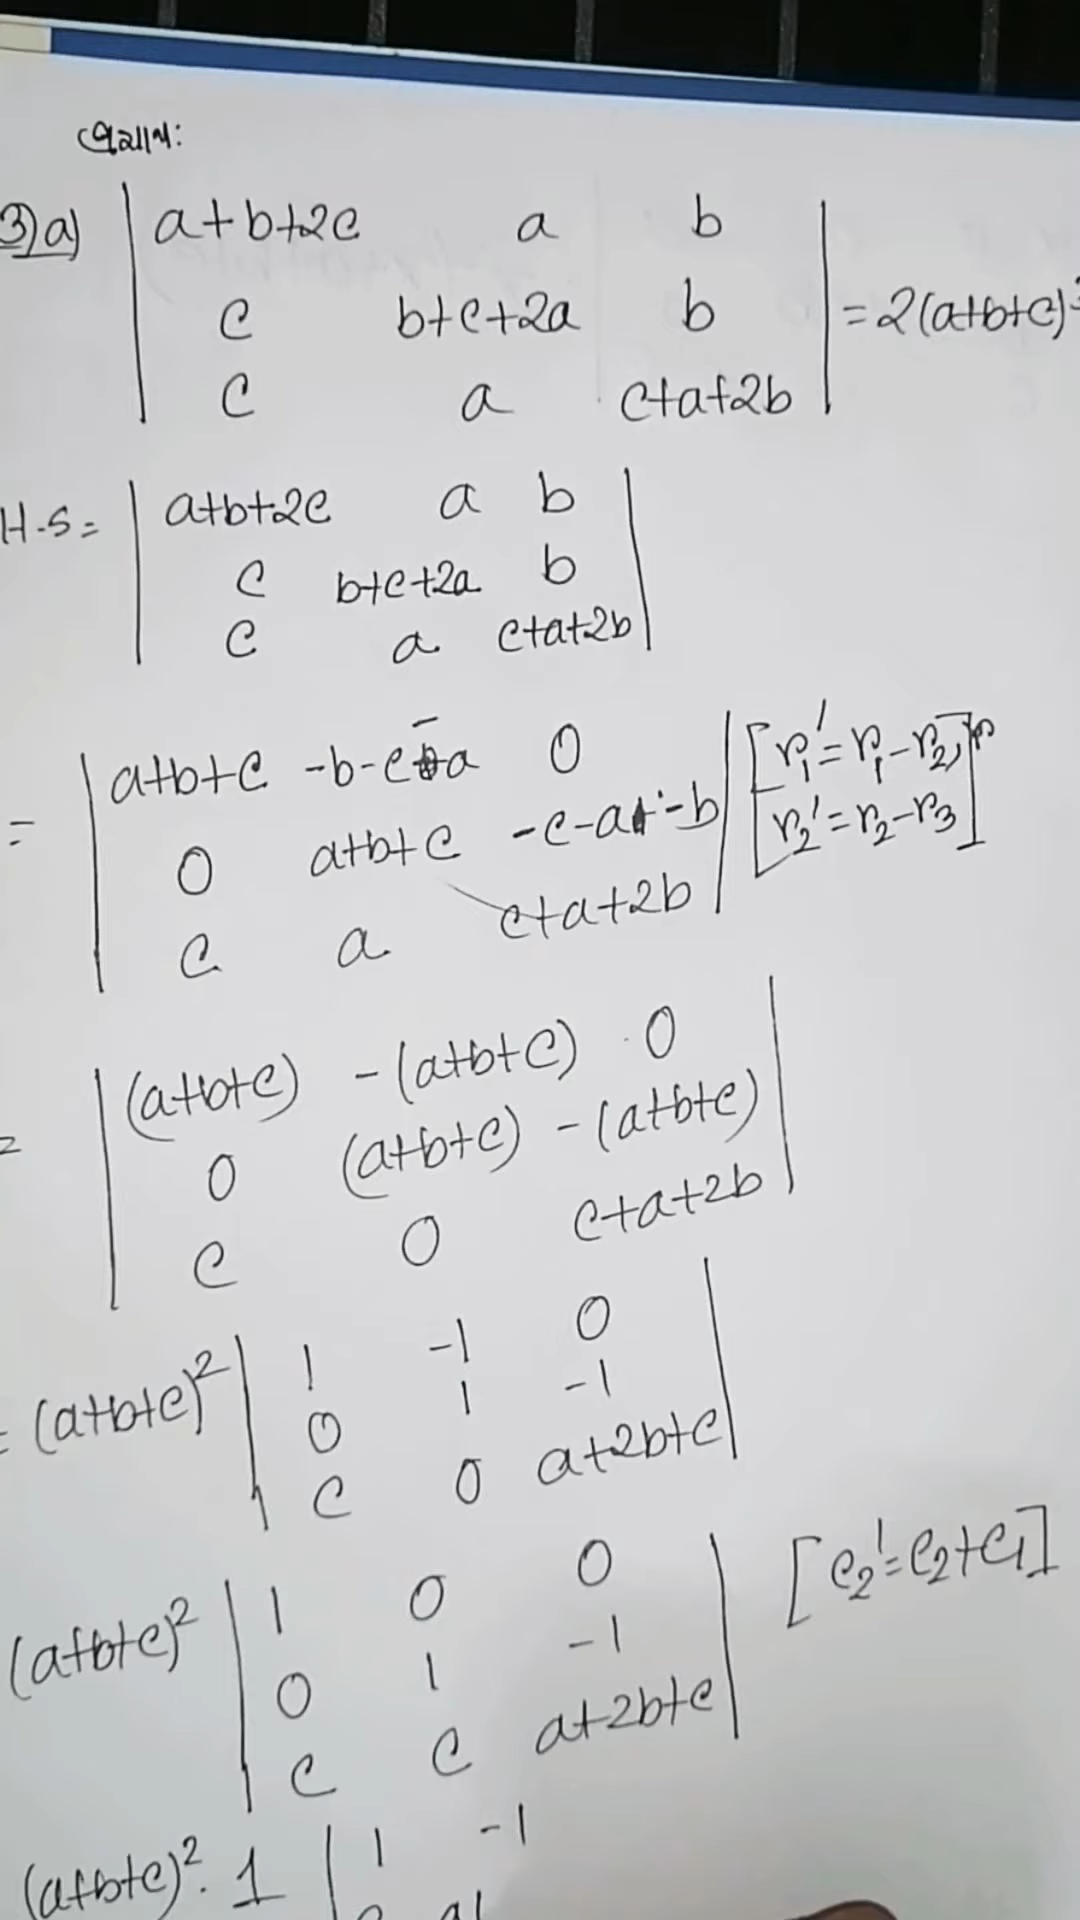 প্রমাণ:
3)a) | a+b+2c a b |
| c b+c+2a b | = 2(a+b+c)
| c a c+a+2b |
H.S = | a+b+2c a b |
| c b+c+2a b |
| c a c+a+2b |
= | a+b+c -b-c-a 0 | [r₁'=r₁-r₂,
| 0 a+b+c -c-a-b | r₂'=r₂-r₃]
| c a c+a+2b |
= | (a+b+c) -(a+b+c) 0 |
| 0 (a+b+c) -(a+b+c) |
| c 0 c+a+2b |
= (a+b+c)² | 1 -1 0 |
| 0 1 -1 |
| c 0 a+2b+c |
(a+b+c)² | 1 0 0 | [c₂'=c₂+c₁]
| 0 1 -1 |
| c c a+2b+c |
(a+b+c)². 1 | 1 -1